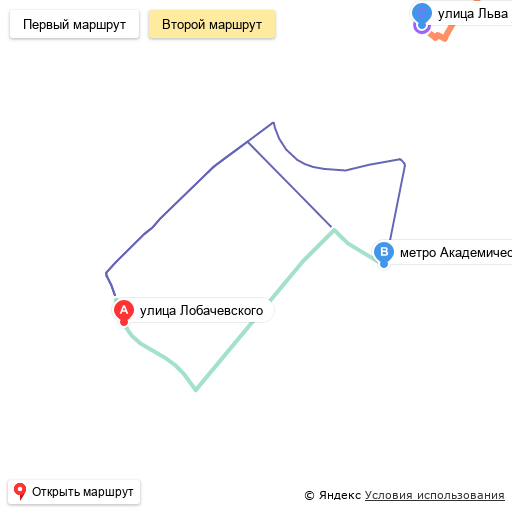 Первый маршрут
Второй маршрут
улица Льва
B
метро Академичес
A
улица Лобачевского
Открыть маршрут
© Яндекс Условия использования